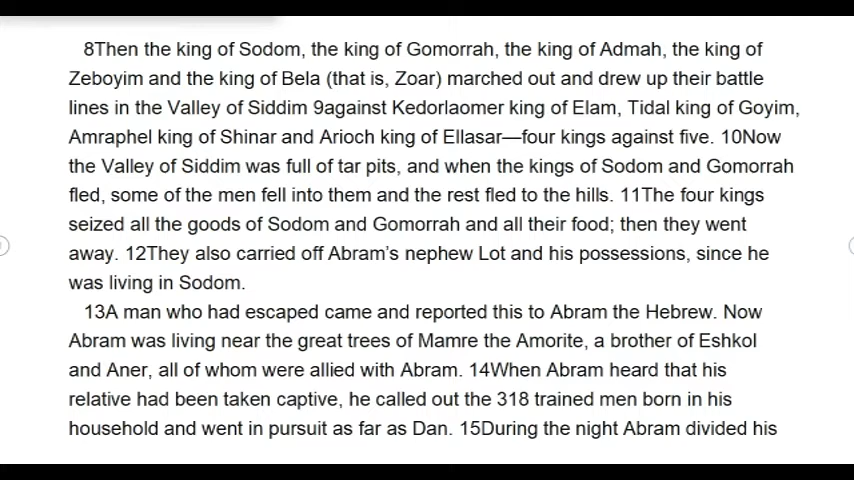 8Then the king of Sodom, the king of Gomorrah, the king of Admah, the king of
Zeboyim and the king of Bela (that is, Zoar) marched out and drew up their battle
lines in the Valley of Siddim 9against Kedorlaomer king of Elam, Tidal king of Goyim,
Amraphel king of Shinar and Arioch king of Ellasar—four kings against five. 10Now
the Valley of Siddim was full of tar pits, and when the kings of Sodom and Gomorrah
fled, some of the men fell into them and the rest fled to the hills. 11The four kings
seized all the goods of Sodom and Gomorrah and all their food; then they went
away. 12They also carried off Abram’s nephew Lot and his possessions, since he
was living in Sodom.
13A man who had escaped came and reported this to Abram the Hebrew. Now
Abram was living near the great trees of Mamre the Amorite, a brother of Eshkol
and Aner, all of whom were allied with Abram. 14When Abram heard that his
relative had been taken captive, he called out the 318 trained men born in his
household and went in pursuit as far as Dan. 15During the night Abram divided his